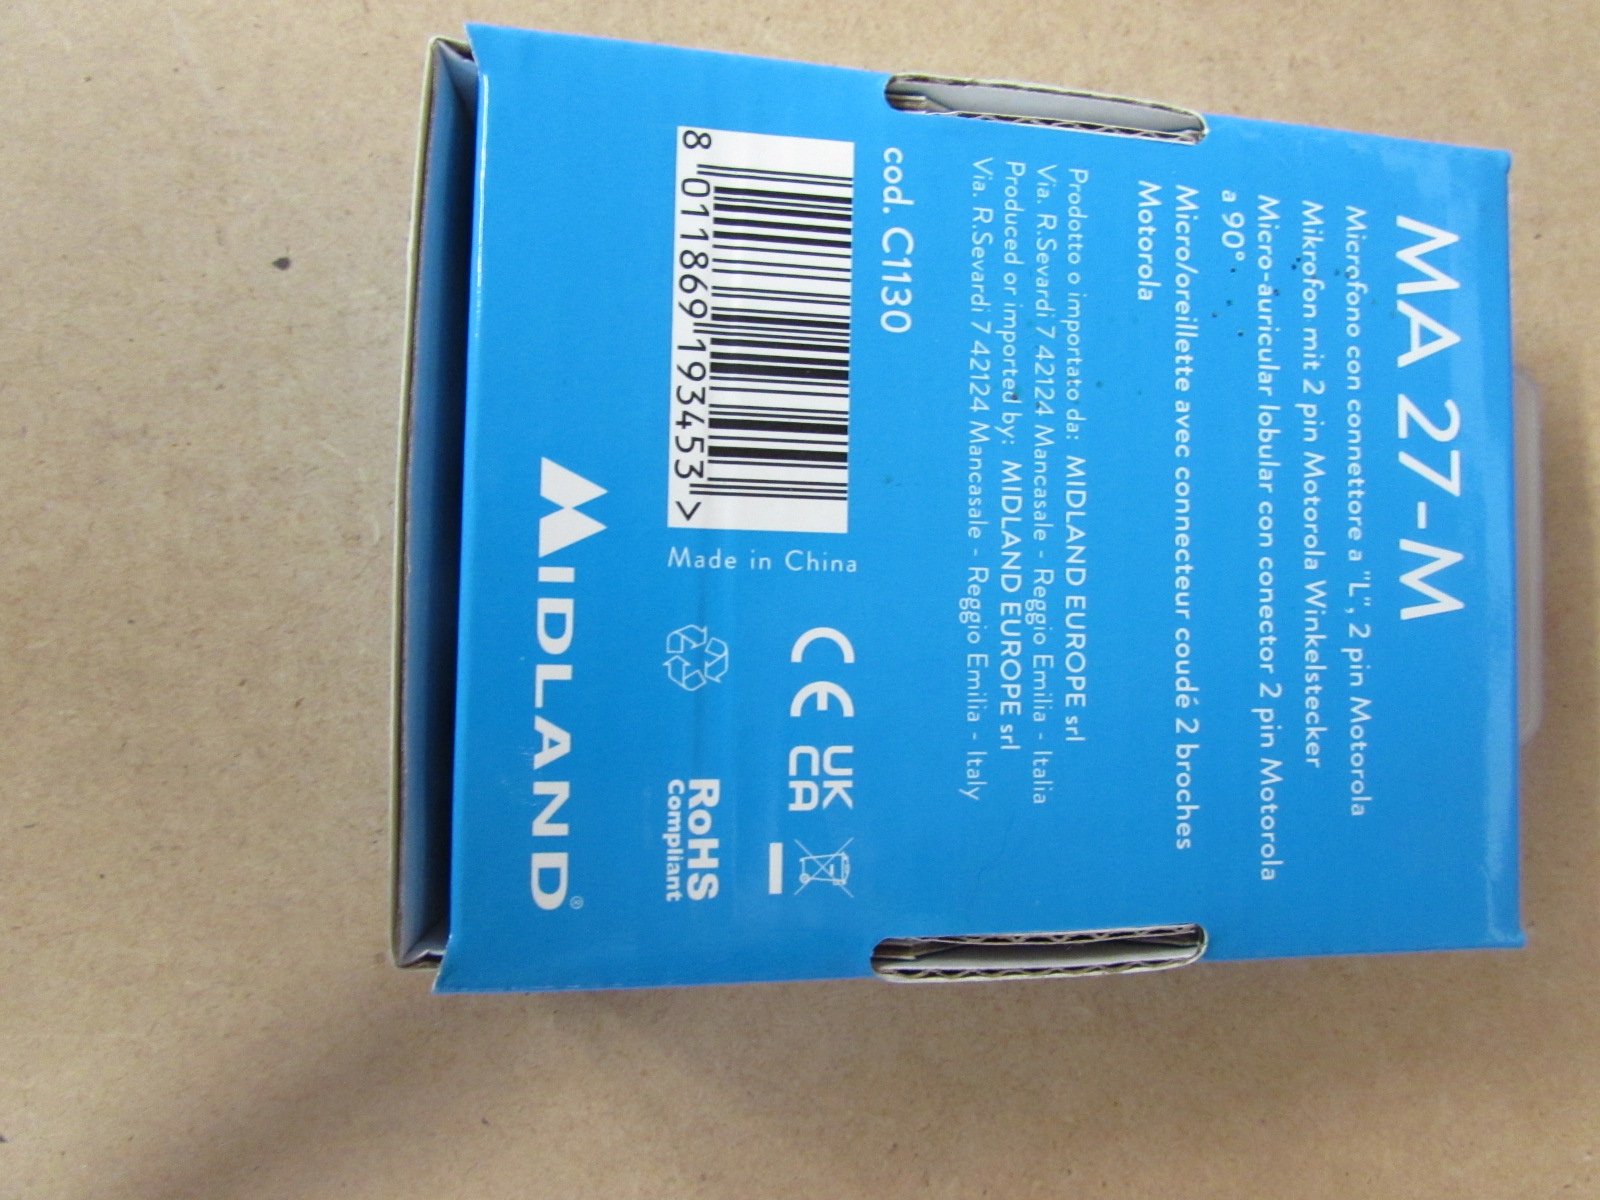 MA 27-M
Microfono con connettore a "L", 2 pin Motorola
Mikrofon mit 2 pin Motorola Winkelstecker
Micro-auricular lobular con conector 2 pin Motorola
a 90°
Micro/oreillette avec connecteur coudé 2 broches
Motorola
Prodotto o importato da: MIDLAND EUROPE srl
Via. R.Sevardi 7 42124 Mancasale - Reggio Emilia - Italia
Produced or imported by: MIDLAND EUROPE srl
Via. R.Sevardi 7 42124 Mancasale - Reggio Emilia - Italy
cod. C1130
8 011869 193453 >
Made in China
CE
UK
CA
RoHS
compliant
MIDLAND®